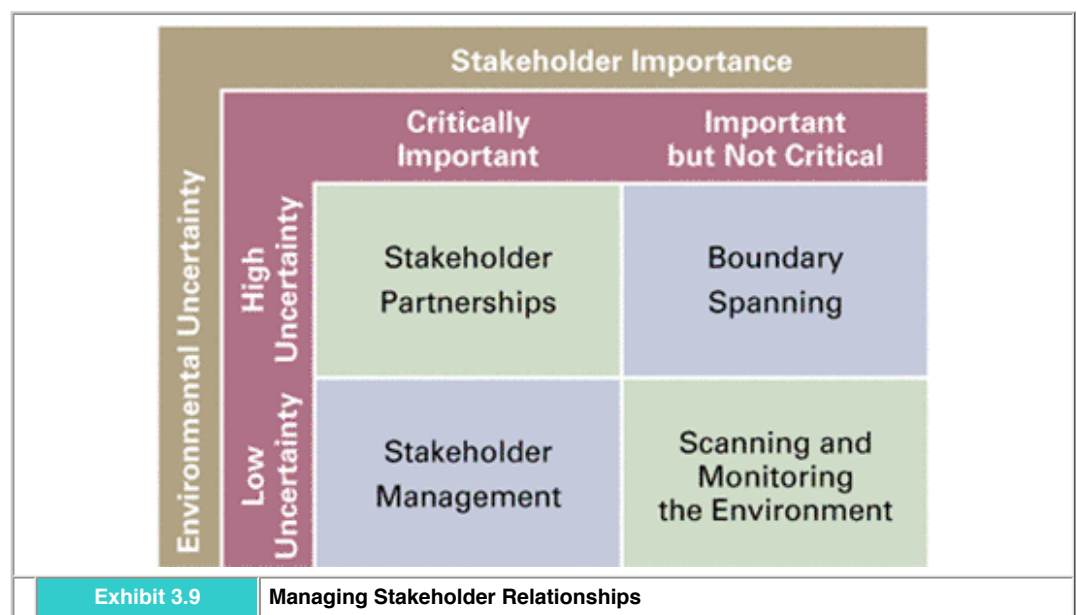 Stakeholder Importance
Critically
Important
Important
but Not Critical
Environmental Uncertainty
High
Uncertainty
Stakeholder
Partnerships
Boundary
Spanning
Low
Uncertainty
Stakeholder
Management
Scanning and
Monitoring
the Environment
Exhibit 3.9
Managing Stakeholder Relationships